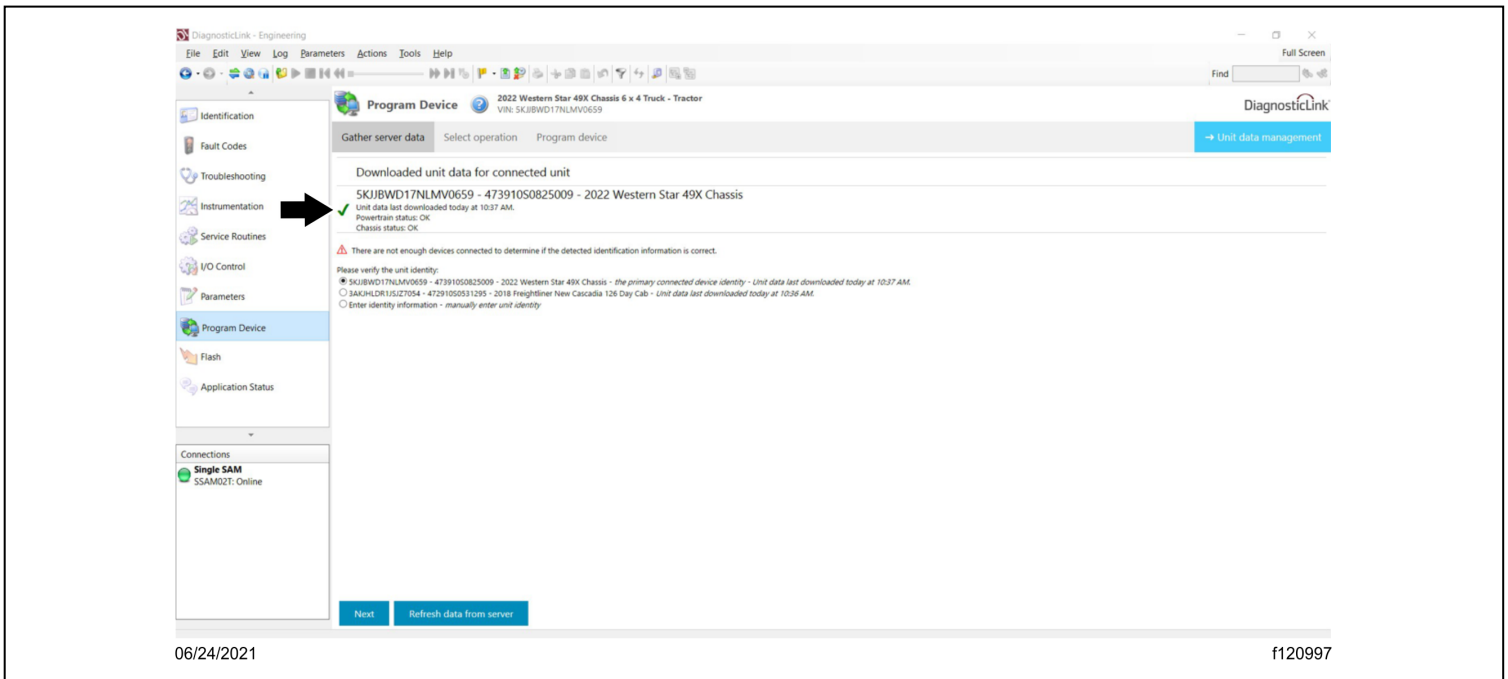 DiagnosticLink - Engineering
File Edit View Log Parameters Actions Tools Help
Full Screen
Find
Identification
Fault Codes
Troubleshooting
Instrumentation
Service Routines
I/O Control
Parameters
Program Device
Flash
Application Status
Connections
Single SAM
SSAM02T: Online
Program Device
2022 Western Star 49X Chassis 6 x 4 Truck - Tractor
VIN: 5KJJBWD17NLMV0659
DiagnosticLink
Gather server data Select operation Program device
→ Unit data management
Downloaded unit data for connected unit
5KJJBWD17NLMV0659 - 473910S0825009 - 2022 Western Star 49X Chassis
Unit data last downloaded today at 10:37 AM.
Powertrain status: OK
Chassis status: OK
There are not enough devices connected to determine if the detected identification information is correct.
Please verify the unit identity:
5KJJBWD17NLMV0659 - 473910S0825009 - 2022 Western Star 49X Chassis - the primary connected device identity - Unit data last downloaded today at 10:37 AM.
3AKJHLDR1JSJZ7054 - 472910S0531295 - 2018 Freightliner New Cascadia 126 Day Cab - Unit data last downloaded today at 10:36 AM.
Enter identity information - manually enter unit identity
Next Refresh data from server
06/24/2021
f120997